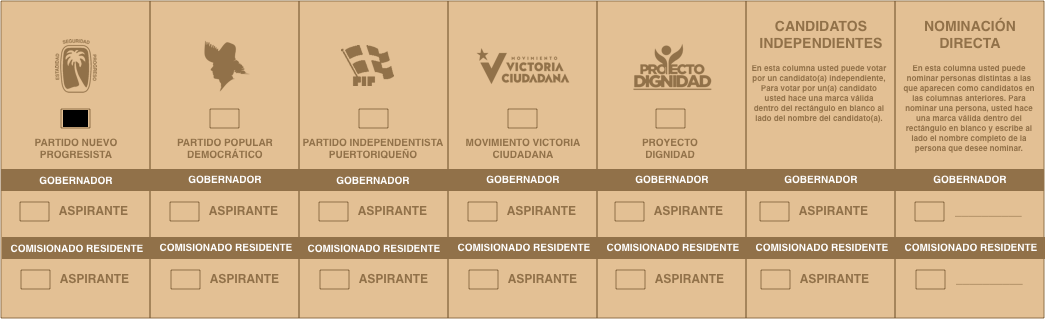 SEGURIDAD
ESTADIDAD
PROGRESO
PARTIDO NUEVO
PROGRESISTA
PARTIDO POPULAR
DEMOCRÁTICO
PIP
PARTIDO INDEPENDENTISTA
PUERTORIQUEÑO
MOVIMIENTO
VICTORIA
CIUDADANA
MOVIMIENTO VICTORIA
CIUDADANA
PROYECTO
DIGNIDAD
PROYECTO
DIGNIDAD
CANDIDATOS
INDEPENDIENTES
En esta columna usted puede votar
por un candidato(a) independiente,
Para votar por un(a) candidato
usted hace una marca válida
dentro del rectángulo en blanco al
lado del nombre del candidato(a).
NOMINACIÓN
DIRECTA
En esta columna usted puede
nominar personas distintas a las
que aparecen como candidatos en
las columnas anteriores. Para
nominar una persona, usted hace
una marca válida dentro del
rectángulo en blanco y escribe al
lado el nombre completo de la
persona que desee nominar.
GOBERNADOR GOBERNADOR GOBERNADOR GOBERNADOR GOBERNADOR GOBERNADOR GOBERNADOR
ASPIRANTE ASPIRANTE ASPIRANTE ASPIRANTE ASPIRANTE ASPIRANTE
COMISIONADO RESIDENTE COMISIONADO RESIDENTE COMISIONADO RESIDENTE COMISIONADO RESIDENTE COMISIONADO RESIDENTE COMISIONADO RESIDENTE COMISIONADO RESIDENTE
ASPIRANTE ASPIRANTE ASPIRANTE ASPIRANTE ASPIRANTE ASPIRANTE